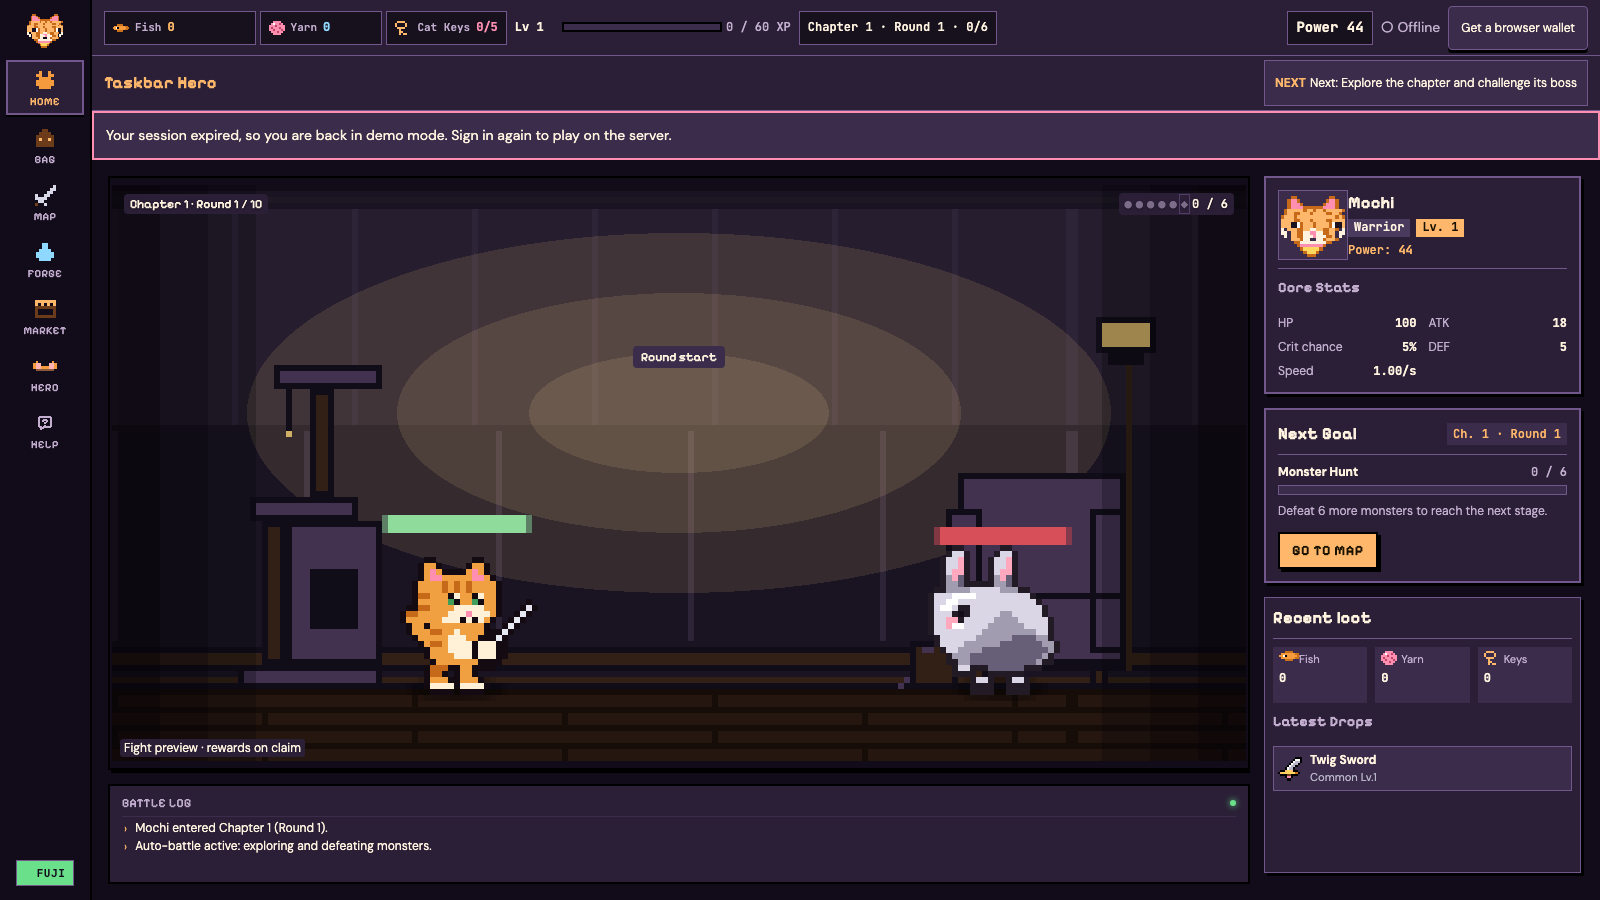 Fish 0
Yarn 0
Cat Keys 0/5
Lv 1
0 / 60 XP
Chapter 1 · Round 1 · 0/6
Power 44
Offline
Get a browser wallet
HOME
BAG
MAP
FORGE
MARKET
HERO
HELP
FUJI
Taskbar Hero
NEXT Next: Explore the chapter and challenge its boss
Your session expired, so you are back in demo mode. Sign in again to play on the server.
Chapter 1 · Round 1 / 10
0 / 6
Round start
Fight preview · rewards on claim
BATTLE LOG
› Mochi entered Chapter 1 (Round 1).
› Auto-battle active: exploring and defeating monsters.
Mochi
Warrior Lv. 1
Power: 44
Core Stats
HP 100 ATK 18
Crit chance 5% DEF 5
Speed 1.00/s
Next Goal
Ch. 1 · Round 1
Monster Hunt 0 / 6
Defeat 6 more monsters to reach the next stage.
GO TO MAP
Recent loot
Fish
0
Yarn
0
Keys
0
Latest Drops
Twig Sword
Common Lv.1